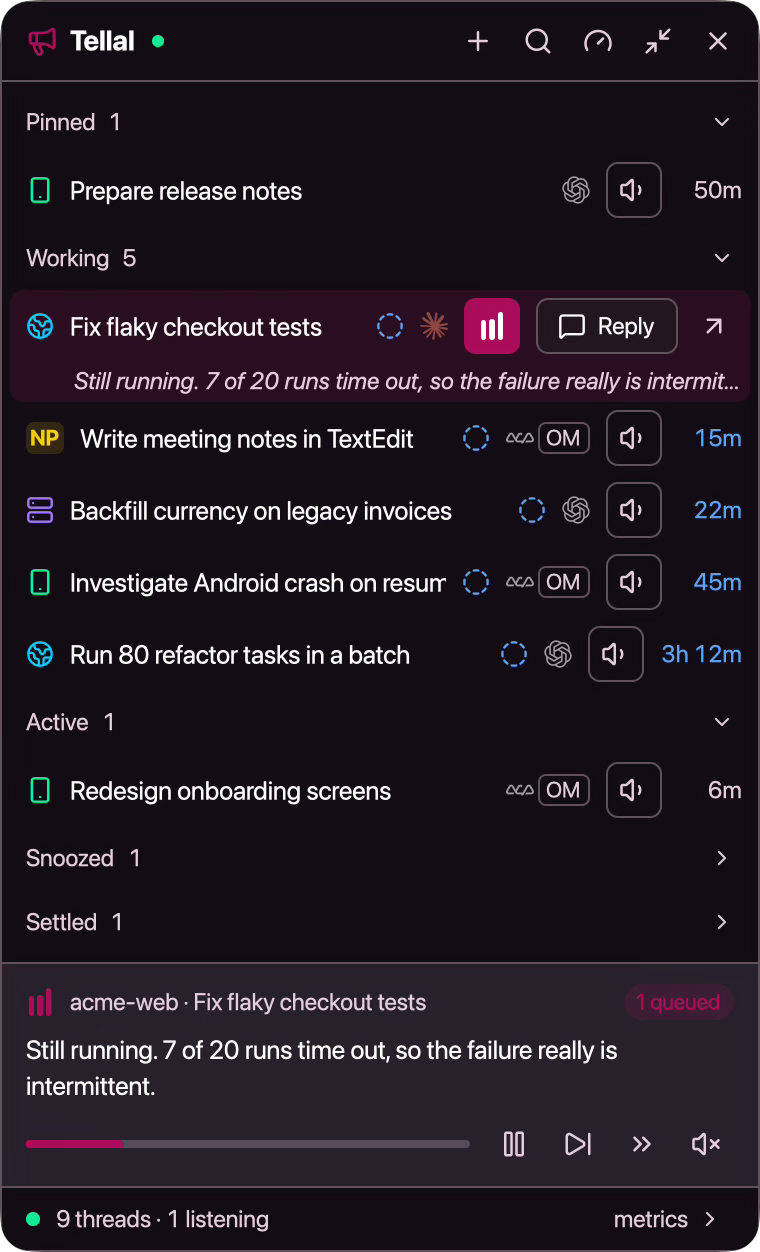 Tellal
Pinned 1
Prepare release notes 50m
Working 5
Fix flaky checkout tests Reply
Still running. 7 of 20 runs time out, so the failure really is intermit...
NP Write meeting notes in TextEdit OM 15m
Backfill currency on legacy invoices 22m
Investigate Android crash on resum OM 45m
Run 80 refactor tasks in a batch 3h 12m
Active 1
Redesign onboarding screens OM 6m
Snoozed 1
Settled 1
acme-web · Fix flaky checkout tests 1 queued
Still running. 7 of 20 runs time out, so the failure really is
intermittent.
9 threads · 1 listening metrics